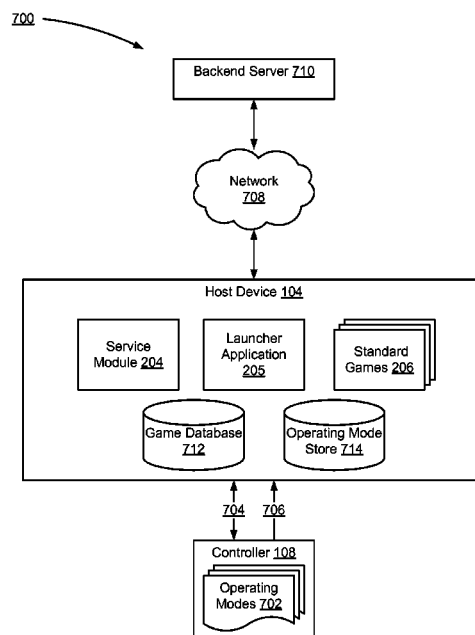 700
Backend Server 710
Network
708
Host Device 104
Service
Module 204
Launcher
Application
205
Standard
Games 206
Game Database
712
Operating Mode
Store 714
704
706
Controller 108
Operating
Modes 702